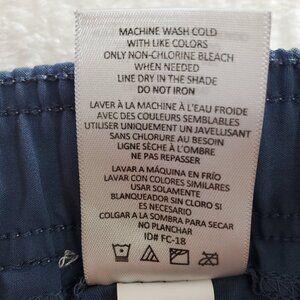 MACHINE WASH COLD
WITH LIKE COLORS
ONLY NON-CHLORINE BLEACH
WHEN NEEDED
LINE DRY IN THE SHADE
DO NOT IRON
LAVER À LA MACHINE À L'EAU FROIDE
AVEC DES COULEURS SEMBLABLES
UTILISER UNIQUEMENT UN JAVELLISANT
SANS CHLORURE AU BESOIN
LIGNE SÈCHE À L'OMBRE
NE PAS REPASSER
LAVAR A MÁQUINA EN FRÍO
LAVAR CON COLORES SIMILARES
USAR SOLAMENTE
BLANQUEADOR SIN CLORO SI
ES NECESARIO
COLGAR A LA SOMBRA PARA SECAR
NO PLANCHAR
ID# FC-18